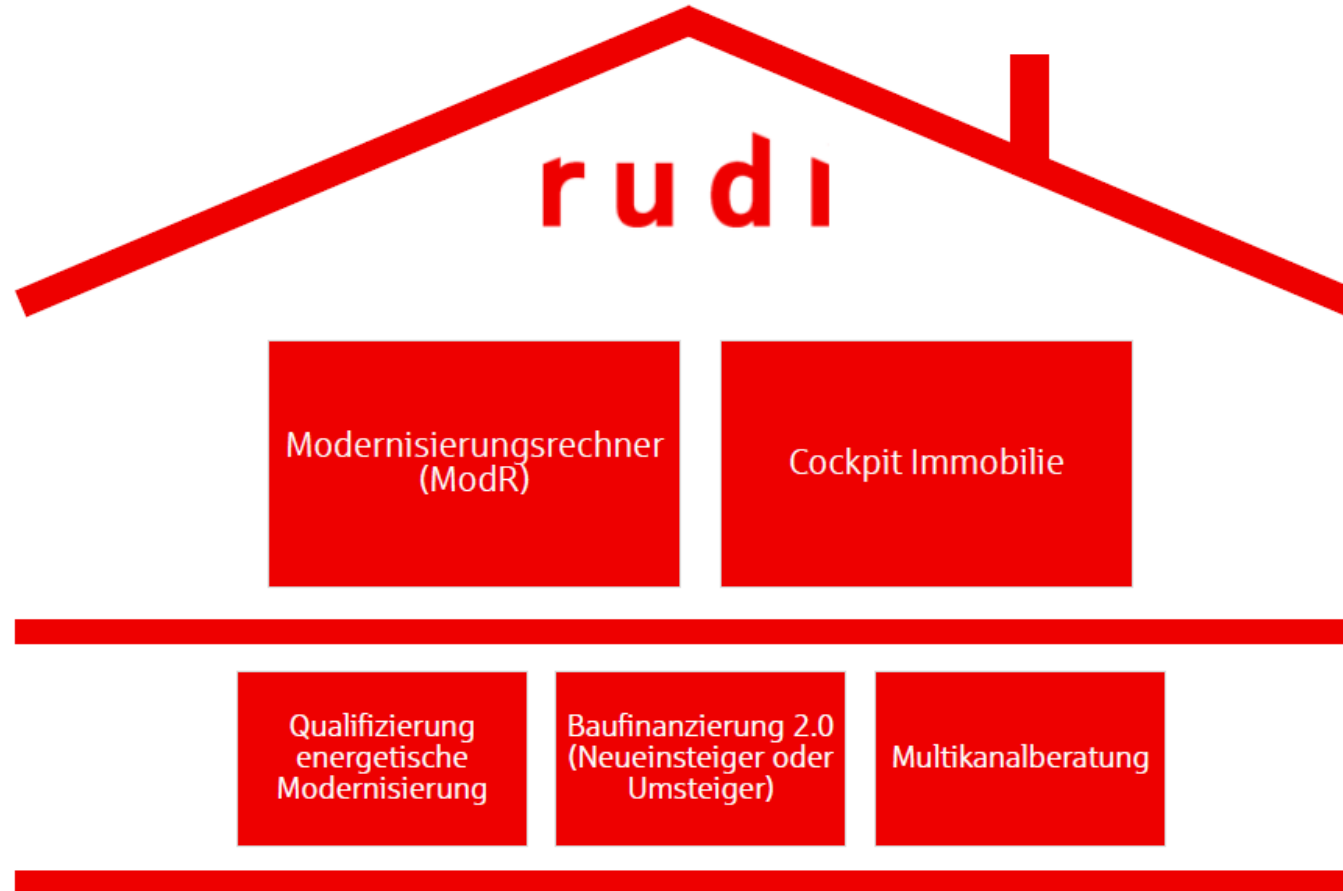 rudi
Modernisierungsrechner
(ModR)
Cockpit Immobilie
Qualifizierung
energetische
Modernisierung
Baufinanzierung 2.0
(Neueinsteiger oder
Umsteiger)
Multikanalberatung